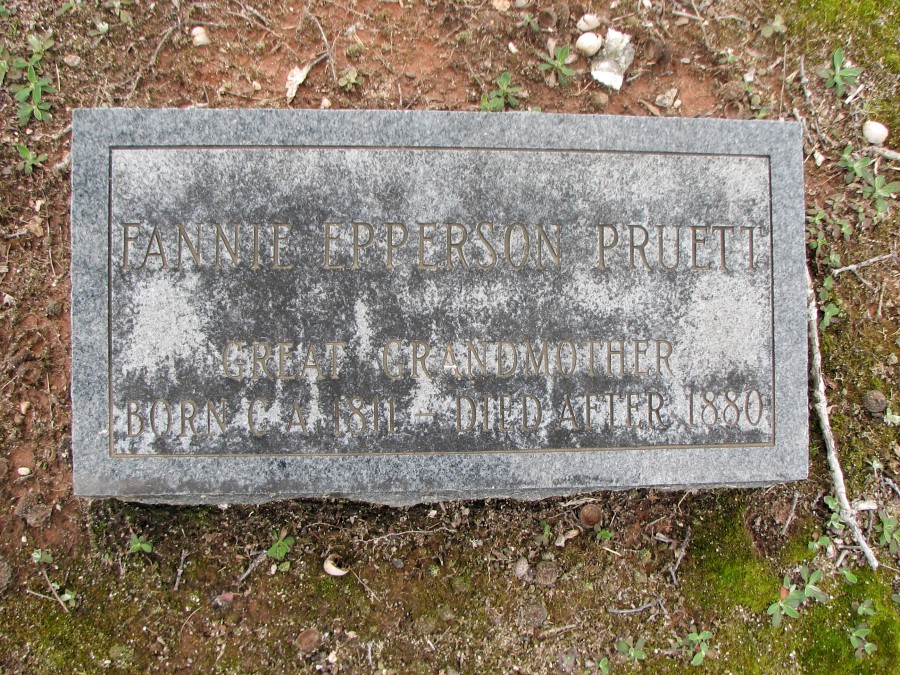 FANNIE EPPERSON PRUETT
GREAT GRANDMOTHER
BORN C A 1811 - DIED AFTER 1880